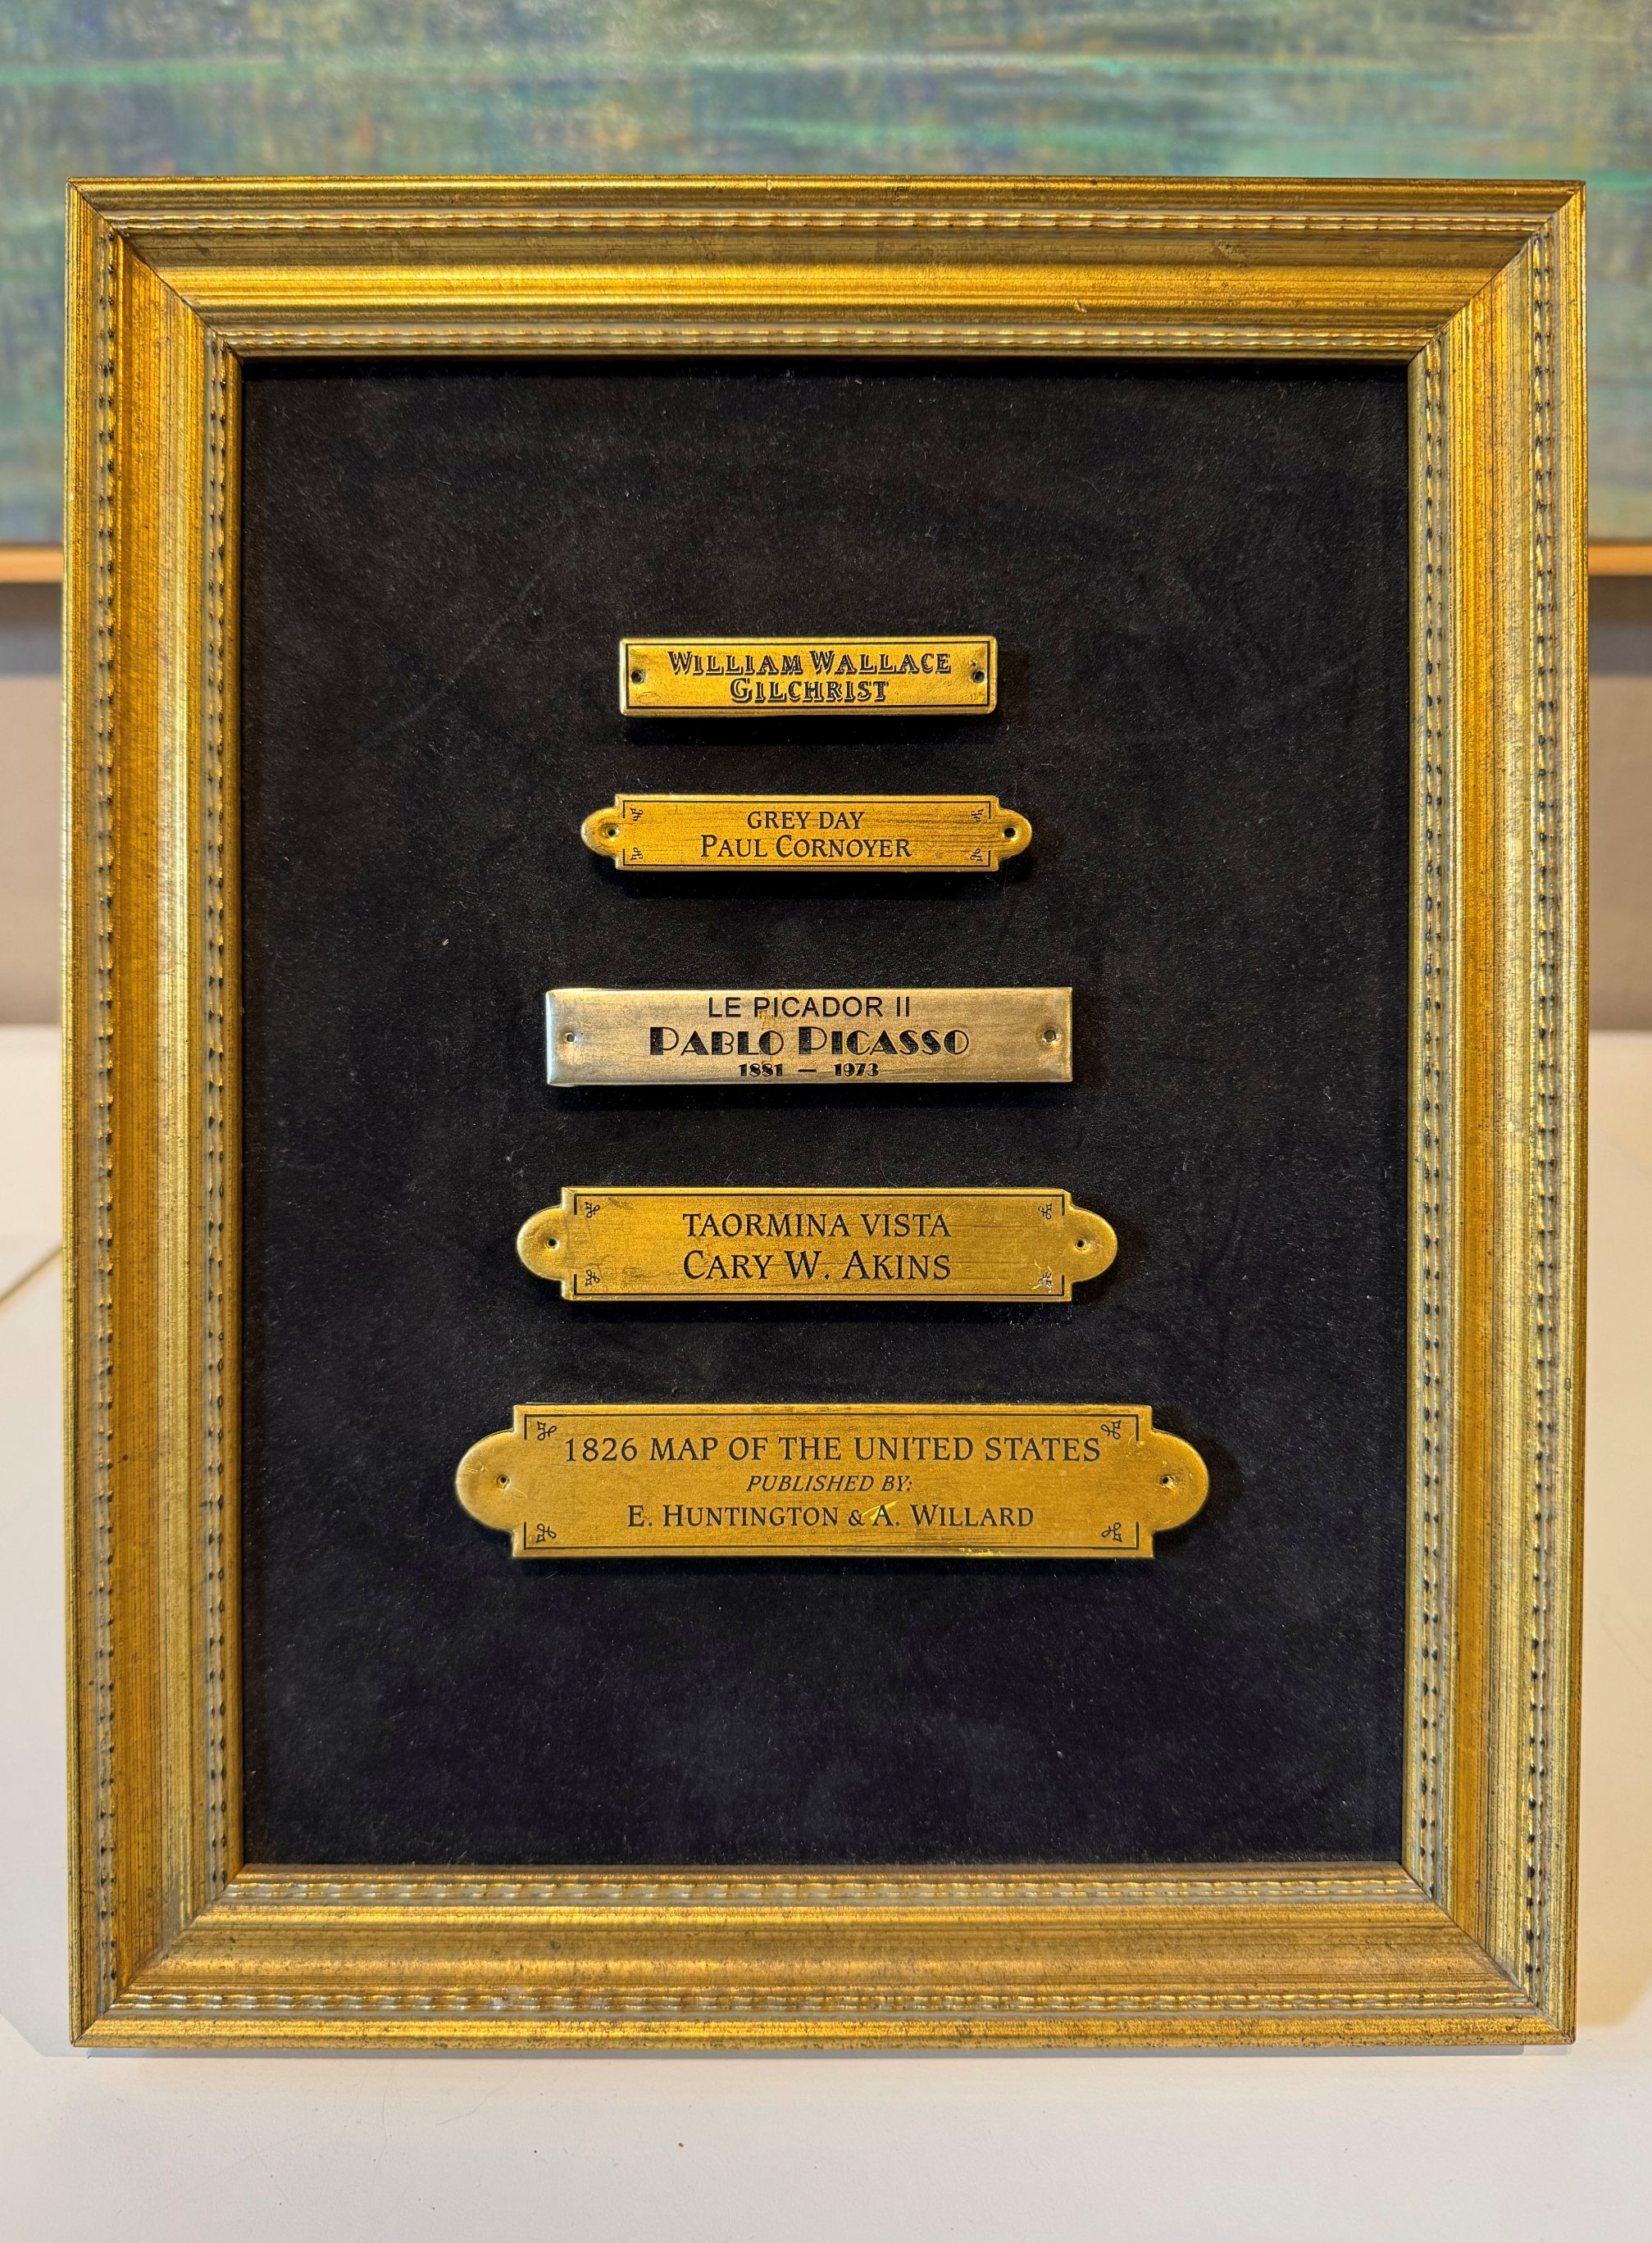 WILLIAM WALLACE
GILCHRIST
GREY DAY
PAUL CORNOYER
LE PICADOR II
PABLO PICASSO
1881 — 1973
TAORMINA VISTA
CARY W. AKINS
1826 MAP OF THE UNITED STATES
PUBLISHED BY:
E. HUNTINGTON & A. WILLARD